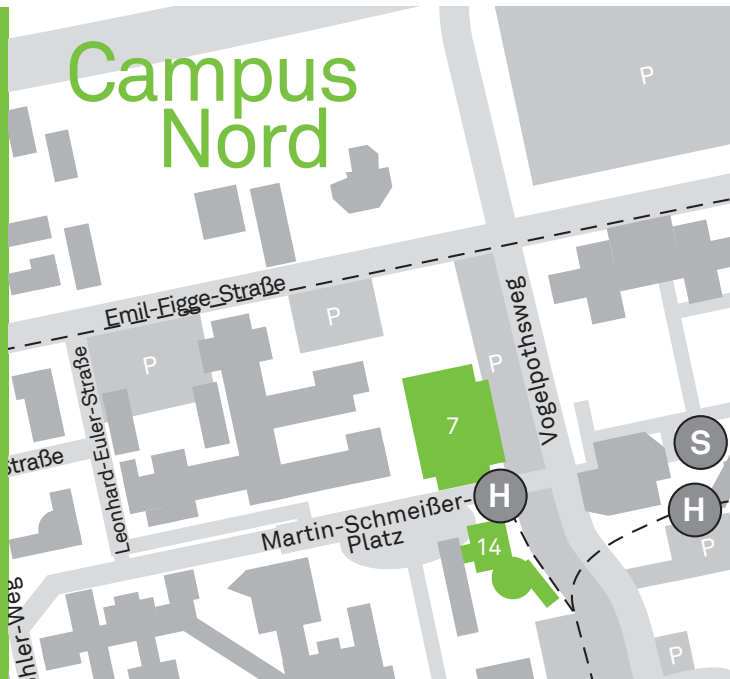 Campus
Nord
P
Emil-Figge-Straße
P
P
P
Vogelpothsweg
Leonhard-Euler-Straße
7
straße
S
H
H
Martin-Schmeißer-
Platz
14
P
hler-Weg
P